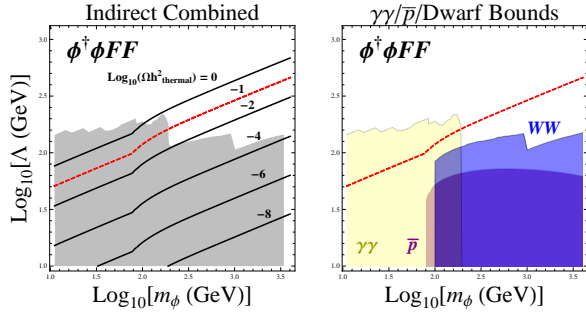 Indirect Combined
ϕ†ϕFF
Log10(Ωh²thermal) = 0
−1
−2
−4
−6
−8
3.0
2.5
2.0
1.5
1.0
1.0 1.5 2.0 2.5 3.0 3.5
Log10[Λ (GeV)]
Log10[mϕ (GeV)]
γγ/p̅/Dwarf Bounds
ϕ†ϕFF
WW
γγ
p̅
3.0
2.5
2.0
1.5
1.0
1.0 1.5 2.0 2.5 3.0 3.5
Log10[mϕ (GeV)]